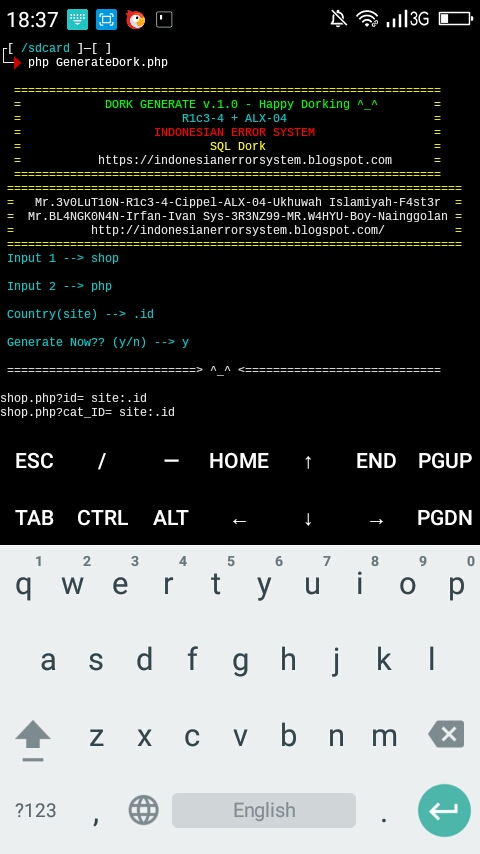 18:37
3G
[ /sdcard ]—[ ]
php GenerateDork.php
=============================================================
= DORK GENERATE v.1.0 - Happy Dorking ^_^ =
= R1c3-4 + ALX-04 =
= INDONESIAN ERROR SYSTEM =
= SQL Dork =
= https://indonesianerrorsystem.blogspot.com =
=============================================================
=================================================================
= Mr.3v0LuT10N-R1c3-4-Cippel-ALX-04-Ukhuwah Islamiyah-F4st3r =
= Mr.BL4NGK0N4N-Irfan-Ivan Sys-3R3NZ99-MR.W4HYU-Boy-Nainggolan =
= http://indonesianerrorsystem.blogspot.com/ =
=================================================================
Input 1 --> shop
Input 2 --> php
Country(site) --> .id
Generate Now?? (y/n) --> y
===========================> ^_^ <============================
shop.php?id= site:.id
shop.php?cat_ID= site:.id
ESC / — HOME ↑ END PGUP
TAB CTRL ALT ← ↓ → PGDN
1 2 3 4 5 6 7 8 9 0
q w e r t y u i o p
a s d f g h j k l
z x c v b n m
?123 , English .